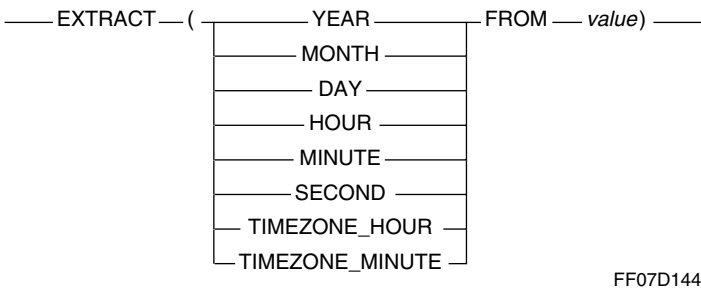 EXTRACT ( YEAR FROM value)
MONTH
DAY
HOUR
MINUTE
SECOND
TIMEZONE_HOUR
TIMEZONE_MINUTE
FF07D144